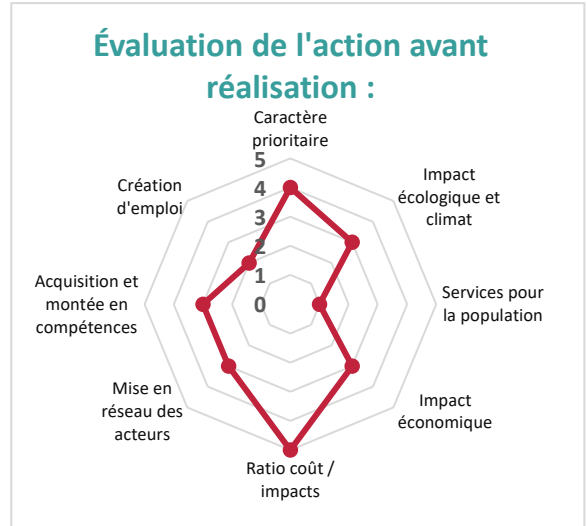 Évaluation de l'action avant
réalisation :
Caractère
prioritaire
Impact
écologique et
climat
Services pour
la population
Impact
économique
Ratio coût /
impacts
Mise en
réseau des
acteurs
Acquisition et
montée en
compétences
Création
d'emploi
5
4
3
2
1
0